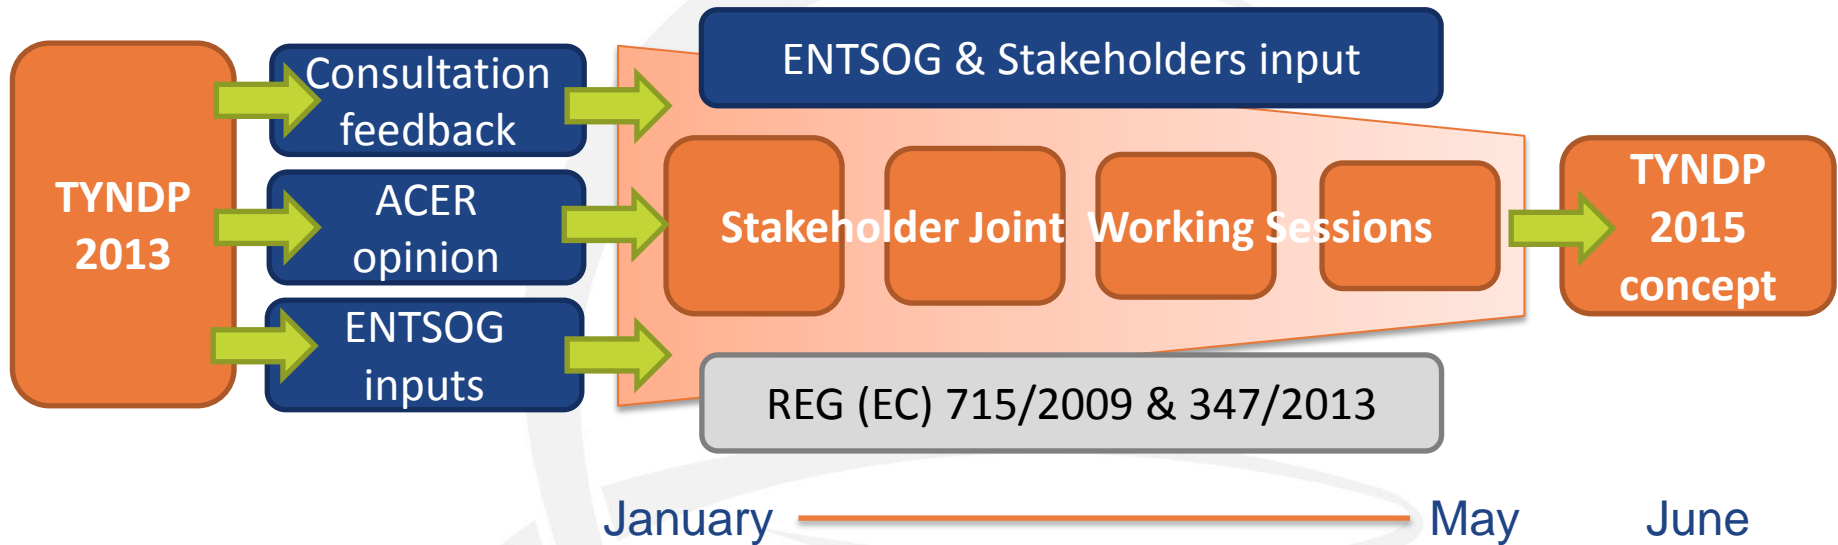 TYNDP
2013
Consultation
feedback
ACER
opinion
ENTSOG
inputs
ENTSOG & Stakeholders input
Stakeholder Joint Working Sessions
REG (EC) 715/2009 & 347/2013
TYNDP
2015
concept
January
May
June